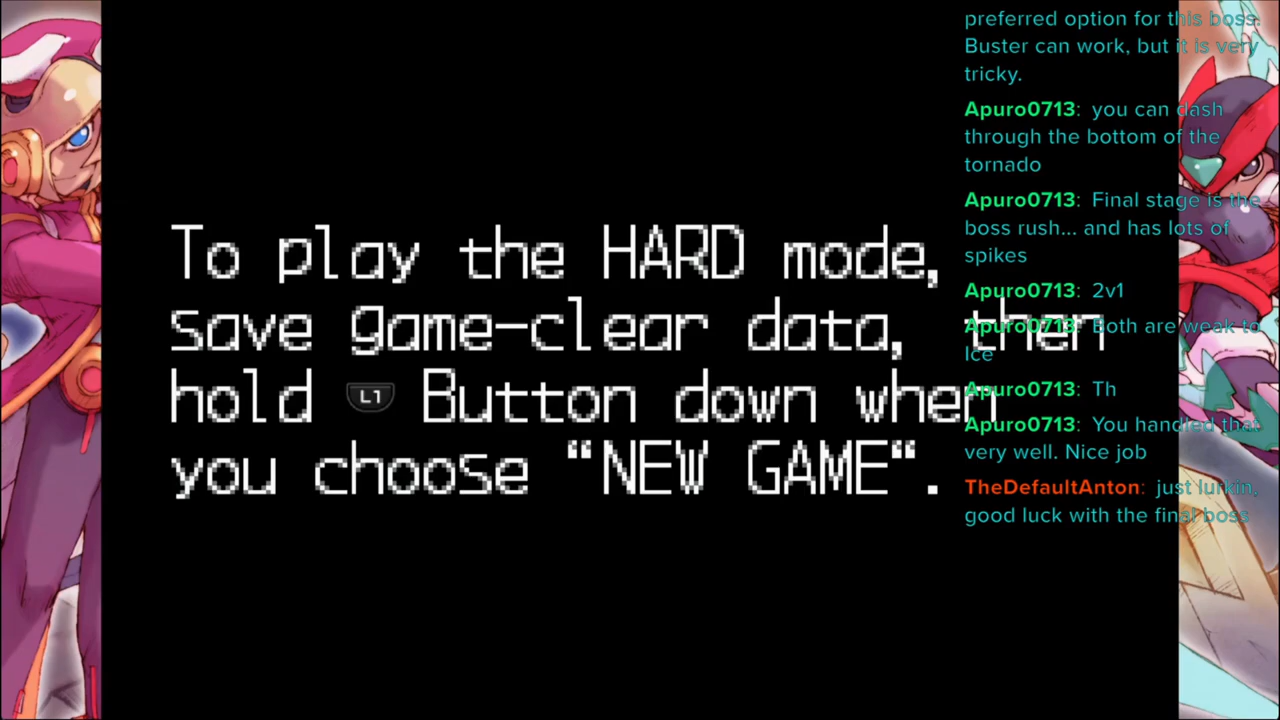 To play the HARD mode,
save game-clear data, then
hold L1 Button down when
you choose "NEW GAME".
preferred option for this boss.
Buster can work, but it is very
tricky.
Apuro0713: you can dash
through the bottom of the
tornado
Apuro0713: Final stage is the
boss rush... and has lots of
spikes
Apuro0713: 2v1
Apuro0713: Both are weak to
Ice
Apuro0713: Th
Apuro0713: You handled that
very well. Nice job
TheDefaultAnton: just lurkin,
good luck with the final boss